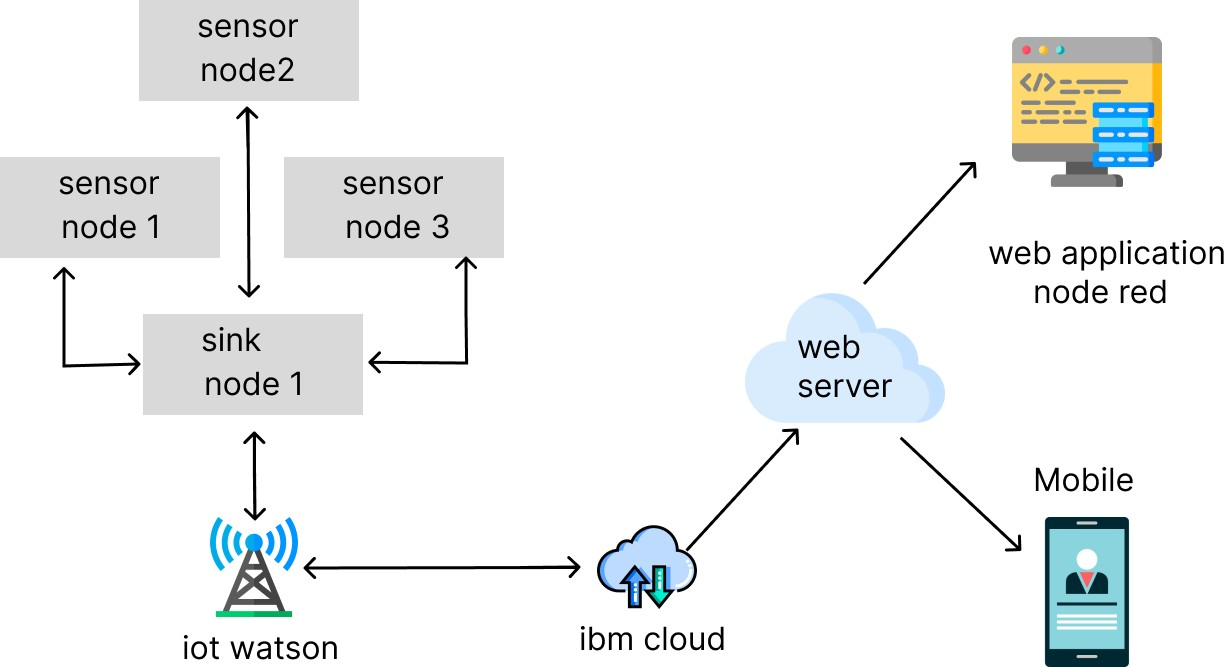 sensor
node2
sensor
node 1
sensor
node 3
sink
node 1
iot watson
ibm cloud
web
server
</>
web application
node red
Mobile